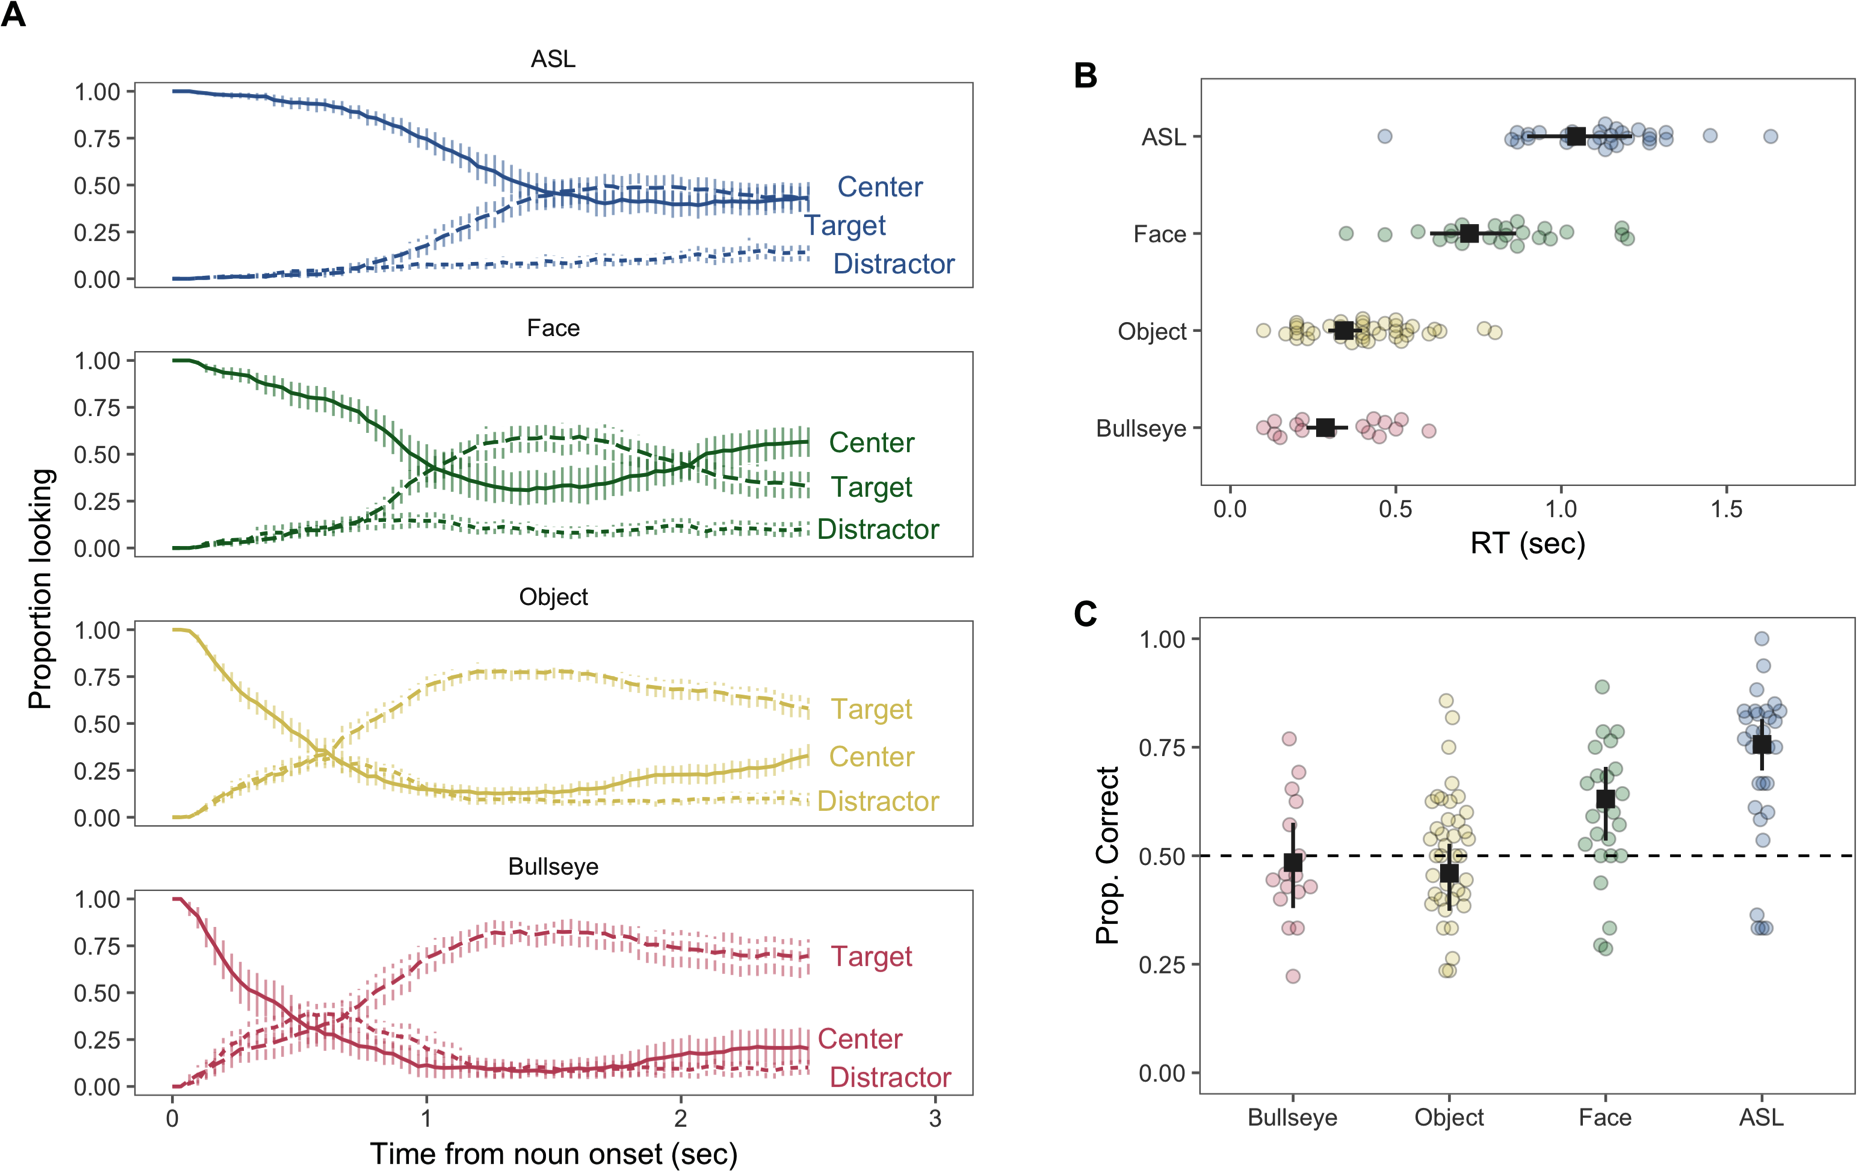 A
ASL
1.00
0.75
0.50
0.25
0.00
Center
Target
Distractor
Face
1.00
0.75
0.50
0.25
0.00
Center
Target
Distractor
Object
1.00
0.75
0.50
0.25
0.00
Target
Center
Distractor
Bullseye
1.00
0.75
0.50
0.25
0.00
Target
Center
Distractor
0 1 2 3
Time from noun onset (sec)
Proportion looking
B
ASL
Face
Object
Bullseye
0.0 0.5 1.0 1.5
RT (sec)
C
1.00
0.75
0.50
0.25
0.00
Prop. Correct
Bullseye Object Face ASL